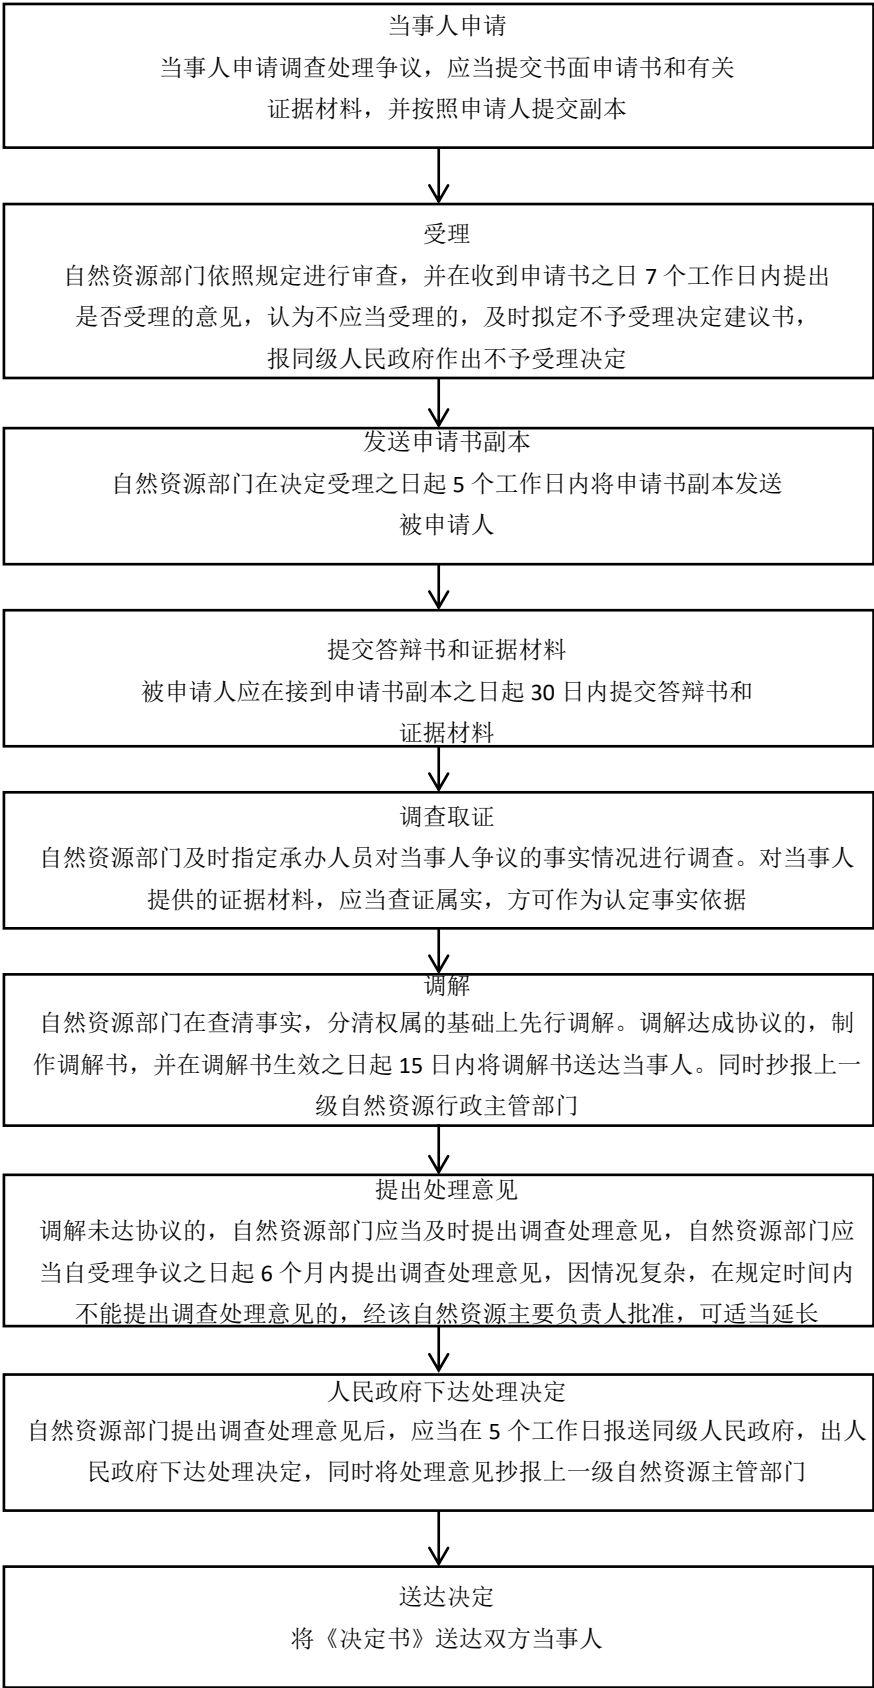 当事人申请
当事人申请调查处理争议，应当提交书面申请书和有关
证据材料，并按照申请人提交副本
受理
自然资源部门依照规定进行审查，并在收到申请书之日 7 个工作日内提出
是否受理的意见，认为不应当受理的，及时拟定不予受理决定建议书，
报同级人民政府作出不予受理决定
发送申请书副本
自然资源部门在决定受理之日起 5 个工作日内将申请书副本发送
被申请人
提交答辩书和证据材料
被申请人应在接到申请书副本之日起 30 日内提交答辩书和
证据材料
调查取证
自然资源部门及时指定承办人员对当事人争议的事实情况进行调查。对当事人
提供的证据材料，应当查证属实，方可作为认定事实依据
调解
自然资源部门在查清事实，分清权属的基础上先行调解。调解达成协议的，制
作调解书，并在调解书生效之日起 15 日内将调解书送达当事人。同时抄报上一
级自然资源行政主管部门
提出处理意见
调解未达协议的，自然资源部门应当及时提出调查处理意见，自然资源部门应
当自受理争议之日起 6 个月内提出调查处理意见，因情况复杂，在规定时间内
不能提出调查处理意见的，经该自然资源主要负责人批准，可适当延长
人民政府下达处理决定
自然资源部门提出调查处理意见后，应当在 5 个工作日报送同级人民政府，出人
民政府下达处理决定，同时将处理意见抄报上一级自然资源主管部门
送达决定
将《决定书》送达双方当事人